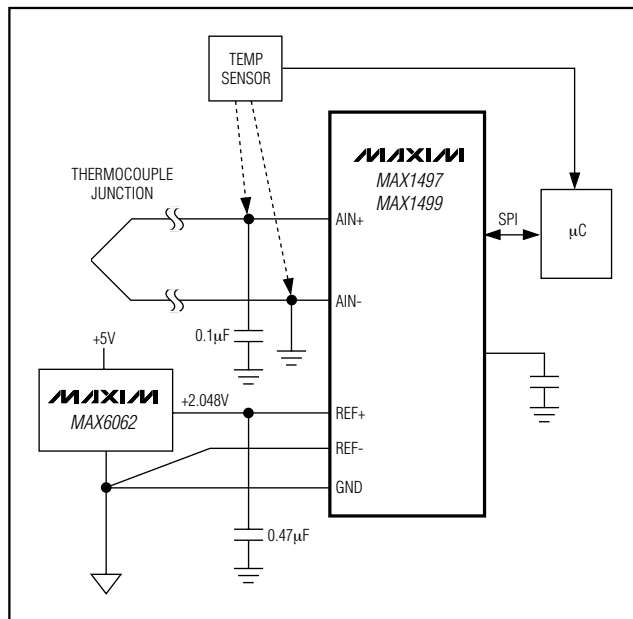 TEMP
SENSOR
MAXIM
MAX1497
MAX1499
THERMOCOUPLE
JUNCTION
AIN+
SPI
µC
AIN-
0.1µF
+5V
MAXIM
MAX6062
+2.048V
REF+
REF-
GND
0.47µF